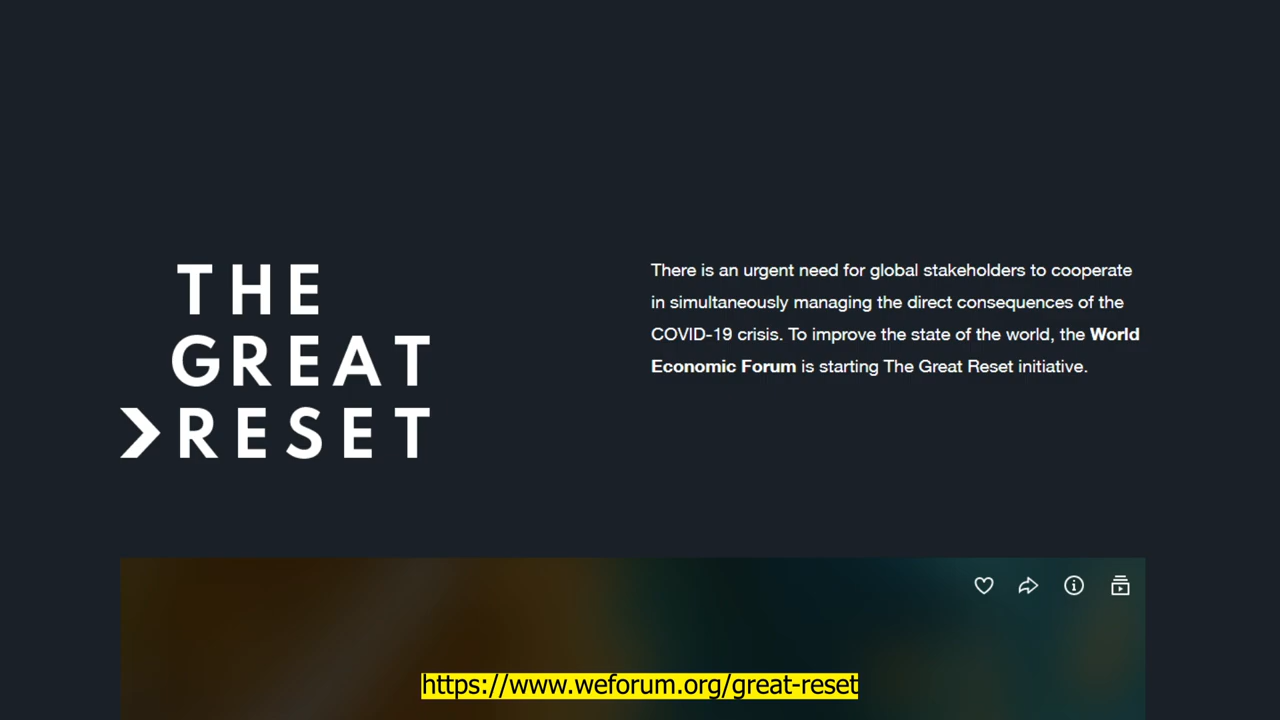 THE
GREAT
RESET
There is an urgent need for global stakeholders to cooperate
in simultaneously managing the direct consequences of the
COVID-19 crisis. To improve the state of the world, the World
Economic Forum is starting The Great Reset initiative.
https://www.weforum.org/great-reset